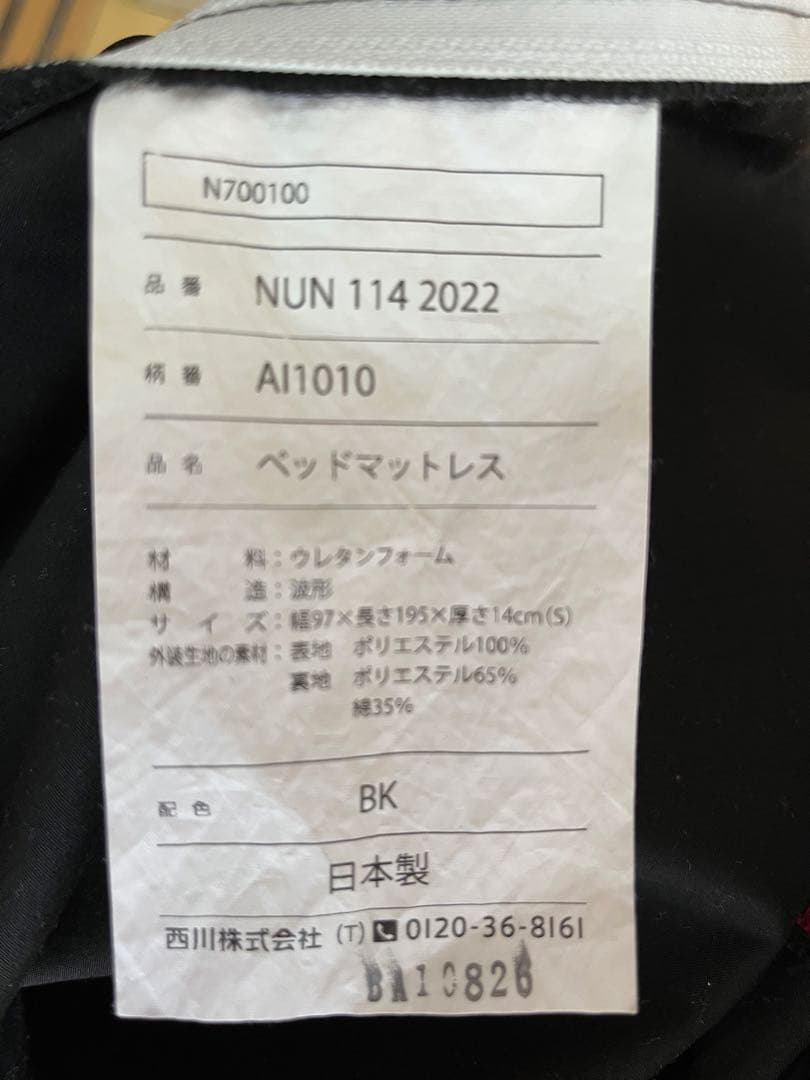 N700100
品番 NUN 114 2022
柄番 AI1010
品名 ベッドマットレス
材料：ウレタンフォーム
構造：波形
サイズ：幅97×長さ195×厚さ14cm(S)
外装生地の素材：表地 ポリエステル100%
裏地 ポリエステル65%
綿35%
配色 BK
日本製
西川株式会社 (T) 0120-36-8161
BA10826